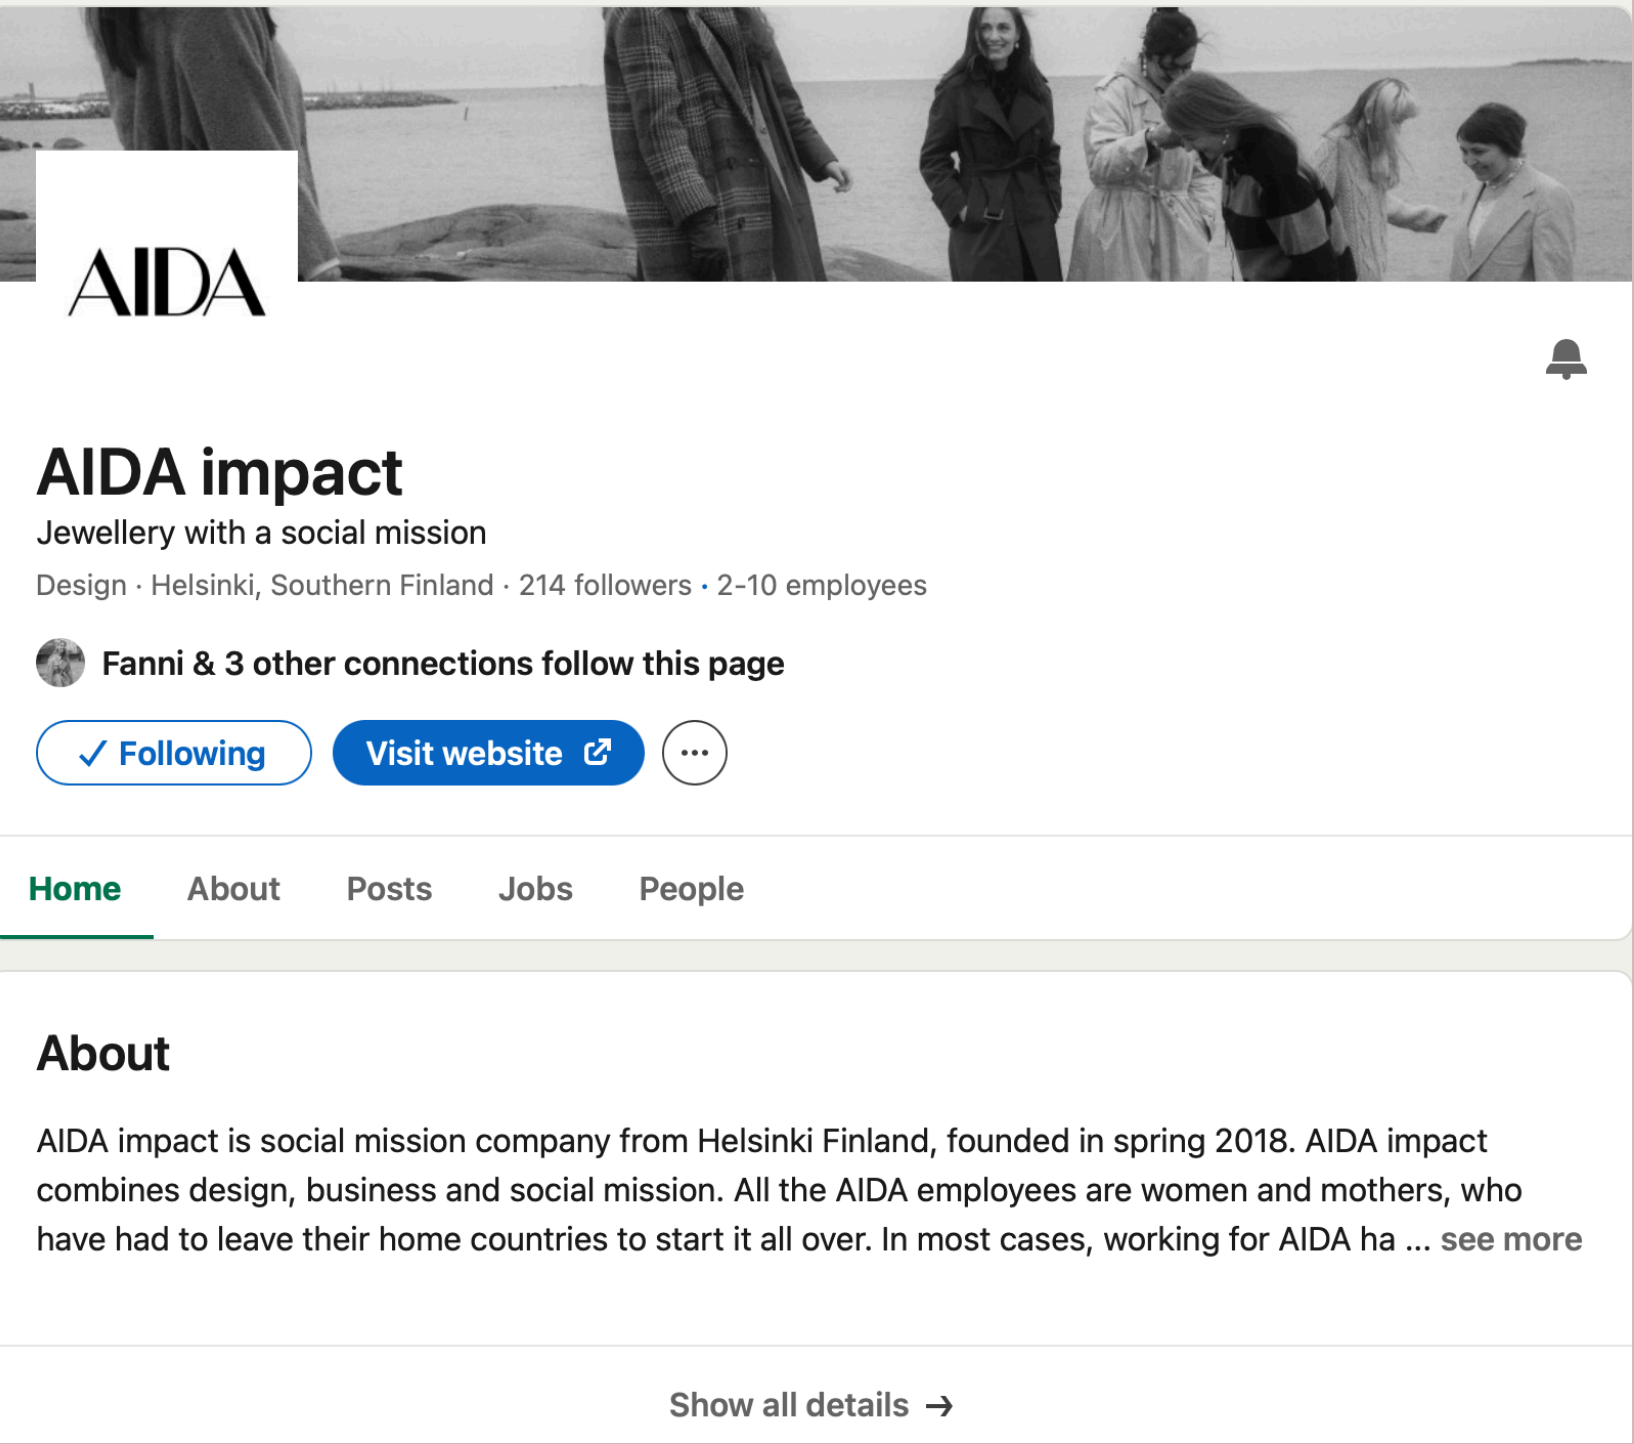 AIDA
AIDA impact
Jewellery with a social mission
Design · Helsinki, Southern Finland · 214 followers · 2-10 employees
Fanni & 3 other connections follow this page
Following
Visit website
Home
About
Posts
Jobs
People
About
AIDA impact is social mission company from Helsinki Finland, founded in spring 2018. AIDA impact
combines design, business and social mission. All the AIDA employees are women and mothers, who
have had to leave their home countries to start it all over. In most cases, working for AIDA ha ... see more
Show all details →